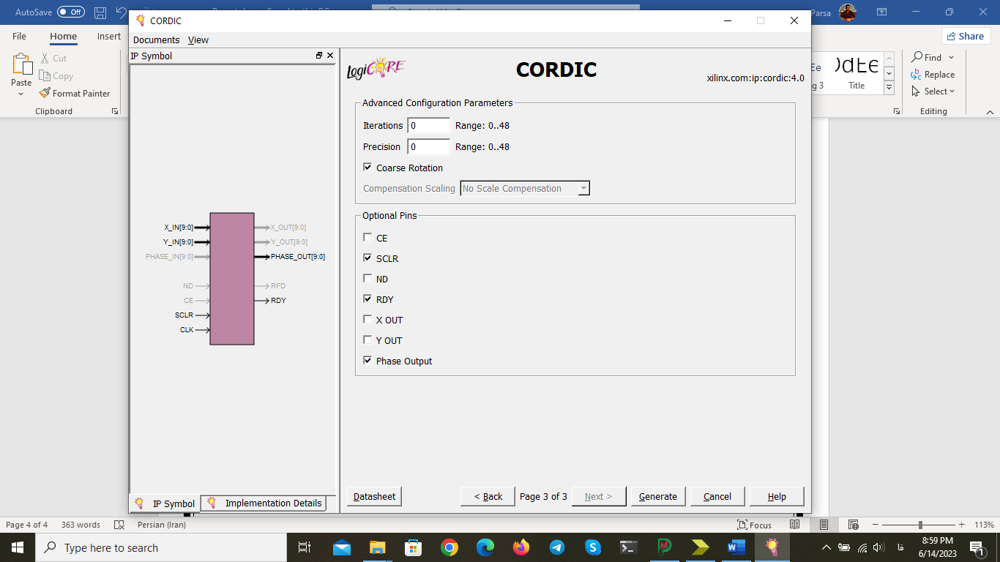 AutoSave Off
Parsa
File Home Insert
Share
Paste
Cut
Copy
Format Painter
Clipboard
Title
Find
Replace
Select
Editing
CORDIC
Documents View
IP Symbol
X_IN[9:0] X_OUT[9:0]
Y_IN[9:0] Y_OUT[9:0]
PHASE_IN[9:0] PHASE_OUT[9:0]
ND RFD
CE RDY
SCLR
CLK
IP Symbol Implementation Details
LogiCORE
CORDIC
xilinx.com:ip:cordic:4.0
Advanced Configuration Parameters
Iterations 0 Range: 0..48
Precision 0 Range: 0..48
Coarse Rotation
Compensation Scaling No Scale Compensation
Optional Pins
CE
SCLR
ND
RDY
X OUT
Y OUT
Phase Output
Datasheet < Back Page 3 of 3 Next > Generate Cancel Help
Page 4 of 4 363 words Persian (Iran) Focus 113%
Type here to search
فا
8:59 PM
6/14/2023
1